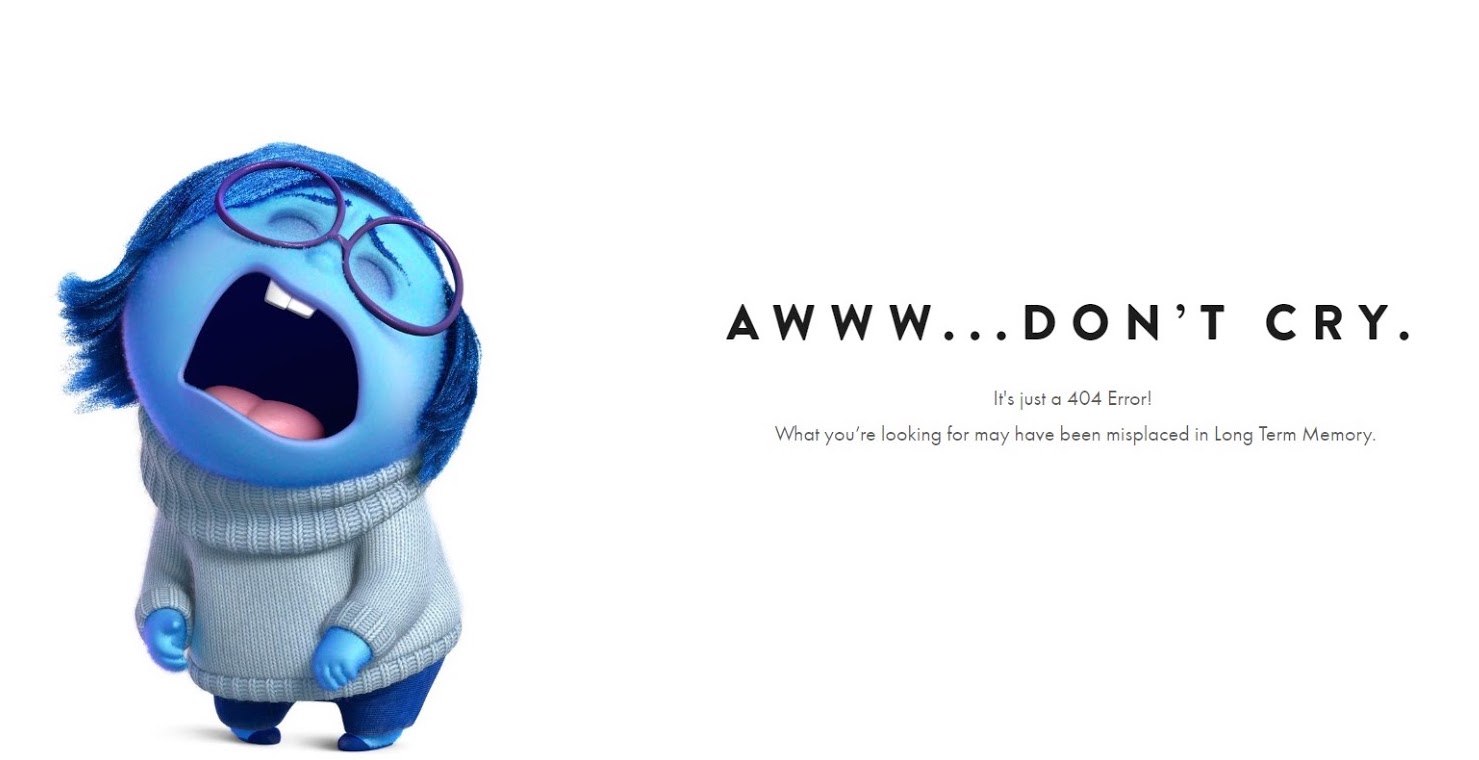 AWWW...DON’T CRY.
It's just a 404 Error!
What you’re looking for may have been misplaced in Long Term Memory.